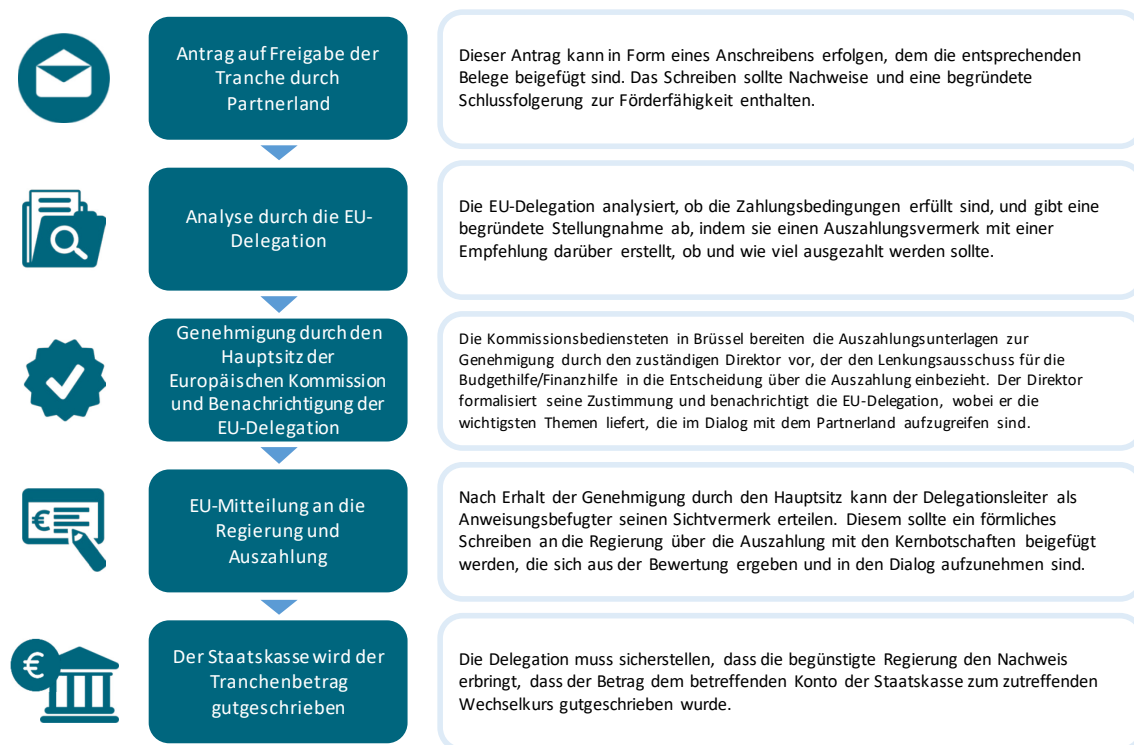 Antrag auf Freigabe der
Tranche durch
Partnerland
Dieser Antrag kann in Form eines Anschreibens erfolgen, dem die entsprechenden
Belege beigefügt sind. Das Schreiben sollte Nachweise und eine begründete
Schlussfolgerung zur Förderfähigkeit enthalten.
Analyse durch die EU-
Delegation
Die EU-Delegation analysiert, ob die Zahlungsbedingungen erfüllt sind, und gibt eine
begründete Stellungnahme ab, indem sie einen Auszahlungsvermerk mit einer
Empfehlung darüber erstellt, ob und wie viel ausgezahlt werden sollte.
Genehmigung durch den
Hauptsitz der
Europäischen Kommission
und Benachrichtigung der
EU-Delegation
Die Kommissionsbediensteten in Brüssel bereiten die Auszahlungsunterlagen zur
Genehmigung durch den zuständigen Direktor vor, der den Lenkungsausschuss für die
Budgethilfe/Finanzhilfe in die Entscheidung über die Auszahlung einbezieht. Der Direktor
formalisiert seine Zustimmung und benachrichtigt die EU-Delegation, wobei er die
wichtigsten Themen liefert, die im Dialog mit dem Partnerland aufzugreifen sind.
€
EU-Mitteilung an die
Regierung und
Auszahlung
Nach Erhalt der Genehmigung durch den Hauptsitz kann der Delegationsleiter als
Anweisungsbefugter seinen Sichtvermerk erteilen. Diesem sollte ein förmliches
Schreiben an die Regierung über die Auszahlung mit den Kernbotschaften beigefügt
werden, die sich aus der Bewertung ergeben und in den Dialog aufzunehmen sind.
€
Der Staatskasse wird der
Tranchenbetrag
gutgeschrieben
Die Delegation muss sicherstellen, dass die begünstigte Regierung den Nachweis
erbringt, dass der Betrag dem betreffenden Konto der Staatskasse zum zutreffenden
Wechselkurs gutgeschrieben wurde.